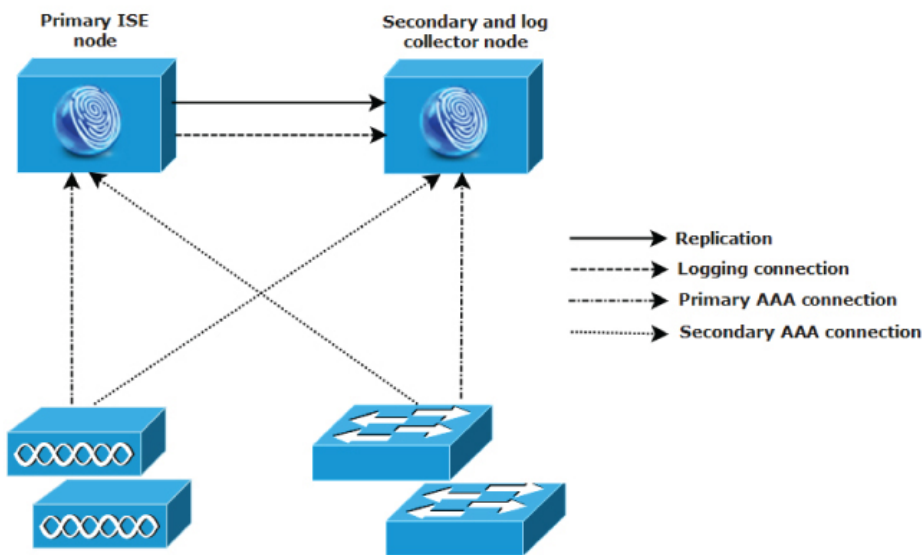 Primary ISE
node
Secondary and log
collector node
Replication
Logging connection
Primary AAA connection
Secondary AAA connection